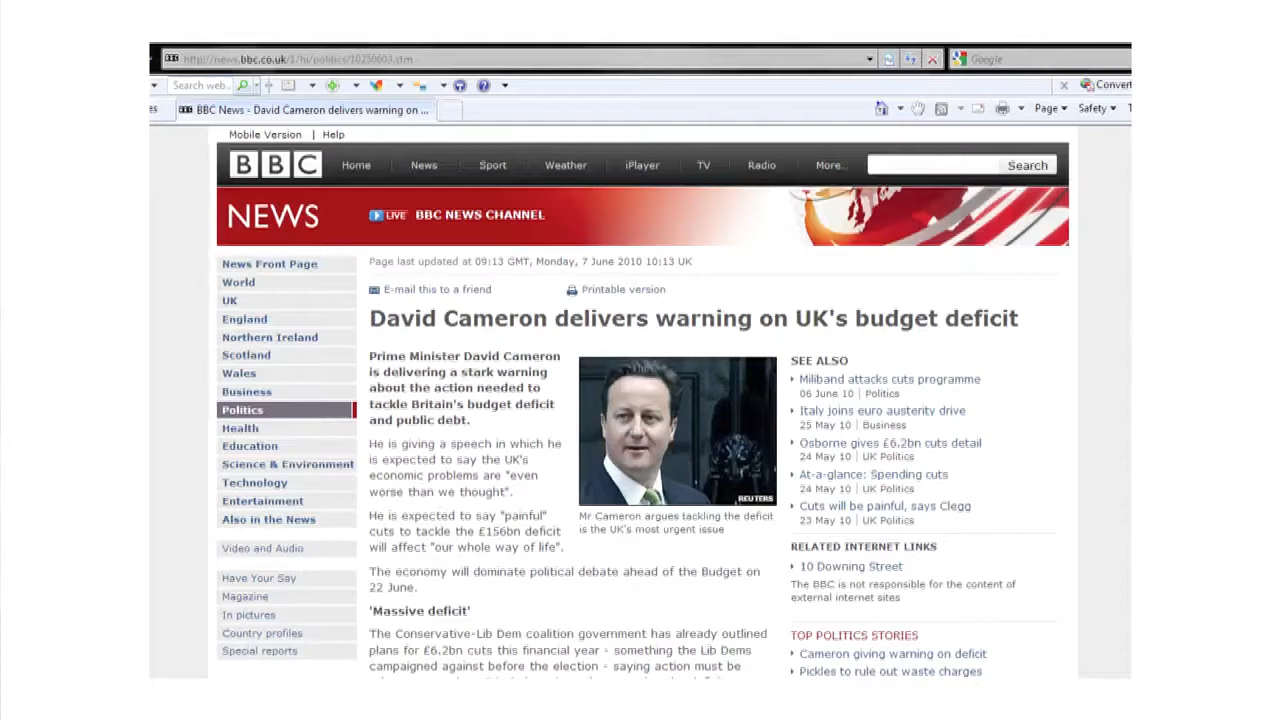 http://news.bbc.co.uk/1/hi/politics/10250603.stm
Google
Search web...
Convert
BBC News - David Cameron delivers warning on ...
Page
Safety
Mobile Version | Help
BBC
Home
News
Sport
Weather
iPlayer
TV
Radio
More...
Search
NEWS
LIVE BBC NEWS CHANNEL
News Front Page
World
UK
England
Northern Ireland
Scotland
Wales
Business
Politics
Health
Education
Science & Environment
Technology
Entertainment
Also in the News
Video and Audio
Have Your Say
Magazine
In pictures
Country profiles
Special reports
Page last updated at 09:13 GMT, Monday, 7 June 2010 10:13 UK
E-mail this to a friend
Printable version
David Cameron delivers warning on UK's budget deficit
Prime Minister David Cameron
is delivering a stark warning
about the action needed to
tackle Britain's budget deficit
and public debt.
He is giving a speech in which he
is expected to say the UK's
economic problems are "even
worse than we thought".
He is expected to say "painful"
cuts to tackle the £156bn deficit
will affect "our whole way of life".
REUTERS
Mr Cameron argues tackling the deficit
is the UK's most urgent issue
The economy will dominate political debate ahead of the Budget on
22 June.
'Massive deficit'
The Conservative-Lib Dem coalition government has already outlined
plans for £6.2bn cuts this financial year - something the Lib Dems
campaigned against before the election - saying action must be
SEE ALSO
Miliband attacks cuts programme
06 June 10 | Politics
Italy joins euro austerity drive
25 May 10 | Business
Osborne gives £6.2bn cuts detail
24 May 10 | UK Politics
At-a-glance: Spending cuts
24 May 10 | UK Politics
Cuts will be painful, says Clegg
23 May 10 | UK Politics
RELATED INTERNET LINKS
10 Downing Street
The BBC is not responsible for the content of
external internet sites
TOP POLITICS STORIES
Cameron giving warning on deficit
Pickles to rule out waste charges